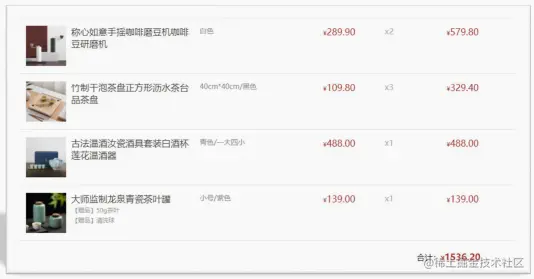 称心如意手摇咖啡磨豆机咖啡豆研磨机 白色 ¥289.90 x2 ¥579.80
竹制干泡茶盘正方形沥水茶台品茶盘 40cm*40cm/黑色 ¥109.80 x3 ¥329.40
古法温酒汝瓷酒具套装白酒杯莲花温酒器 青色/一大四小 ¥488.00 x1 ¥488.00
大师监制龙泉青瓷茶叶罐 小号/紫色 ¥139.00 x1 ¥139.00
【赠品】50g茶叶
【赠品】清洗球
合计：¥1536.20
@稀土掘金技术社区